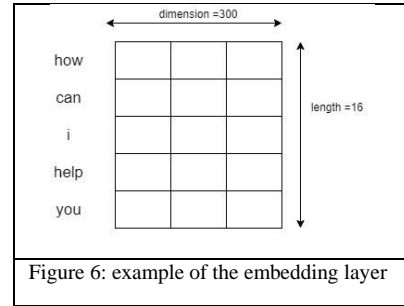 dimension =300
how
can
i
help
you
length =16
Figure 6: example of the embedding layer